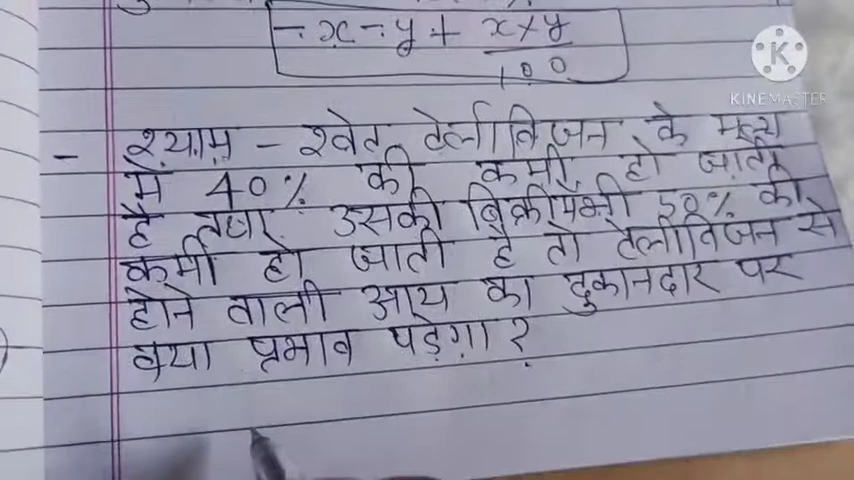 -x-y+ x×y
100
KINEMASTER
- श्याम - श्वेत टेलीविजन के मूल्य
में 40% की कमी हो जाती
है तथा उसकी बिक्री में भी 50% की
कमी हो जाती है तो टेलीविजन से
होने वाली आय का दुकानदार पर
क्या प्रभाव पड़ेगा ?